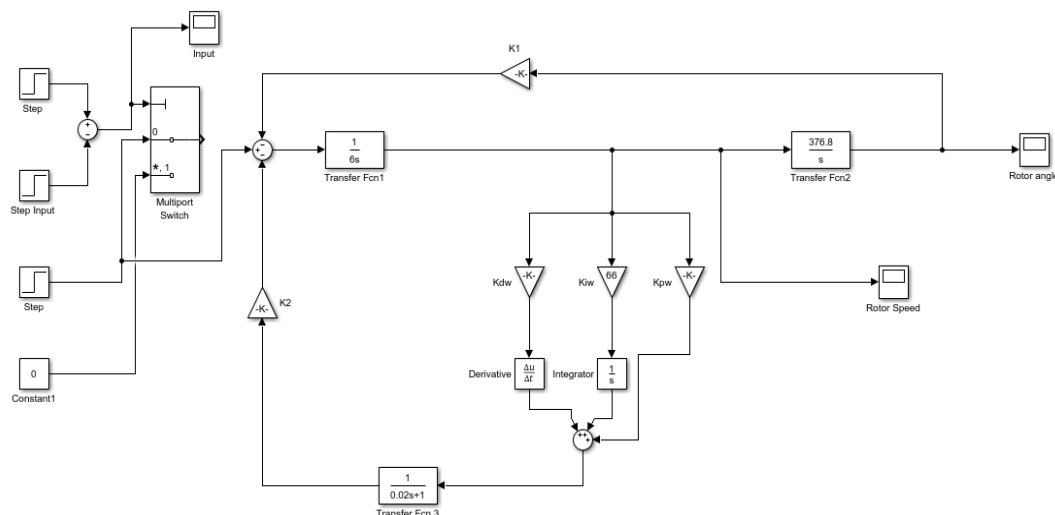 K1
Input
Step
+
−
0
*, 1
Multiport
Switch
Step Input
−
+
−
1
6s
Transfer Fcn1
376.8
s
Transfer Fcn2
Rotor angle
-K-
Step
-K-
K2
Kdw
-K-
Kiw
66
Kpw
-K-
Rotor Speed
0
Constant1
Derivative
Δu
Δt
Integrator
1
s
++
+
1
0.02s+1
Transfer Fcn 3